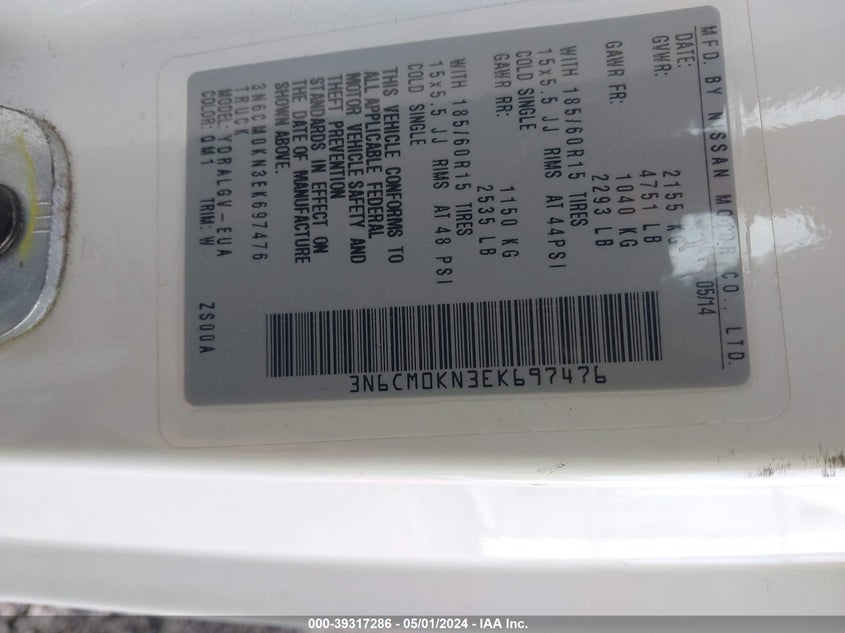 MFD. BY NISSAN MOTOR CO., LTD.
DATE: 05/14
GVWR: 2155 KG
4751 LB
GAWR FR: 1040 KG
2293 LB
WITH 185/60R15 TIRES
15x5.5 JJ RIMS AT 44PSI
COLD SINGLE
GAWR RR: 1150 KG
2535 LB
WITH 185/60R15 TIRES
15x5.5 JJ RIMS AT 48 PSI
COLD SINGLE
THIS VEHICLE CONFORMS TO
ALL APPLICABLE FEDERAL
MOTOR VEHICLE SAFETY AND
THEFT PREVENTION
STANDARDS IN EFFECT ON
THE DATE OF MANUFACTURE
SHOWN ABOVE.
3N6CM0KN3EK697476
TRUCK
MODEL: YDRALGV-EUA
COLOR: QM1 TRIM: W ZS00A
3N6CM0KN3EK697476
000-39317286 - 05/01/2024 - IAA Inc.